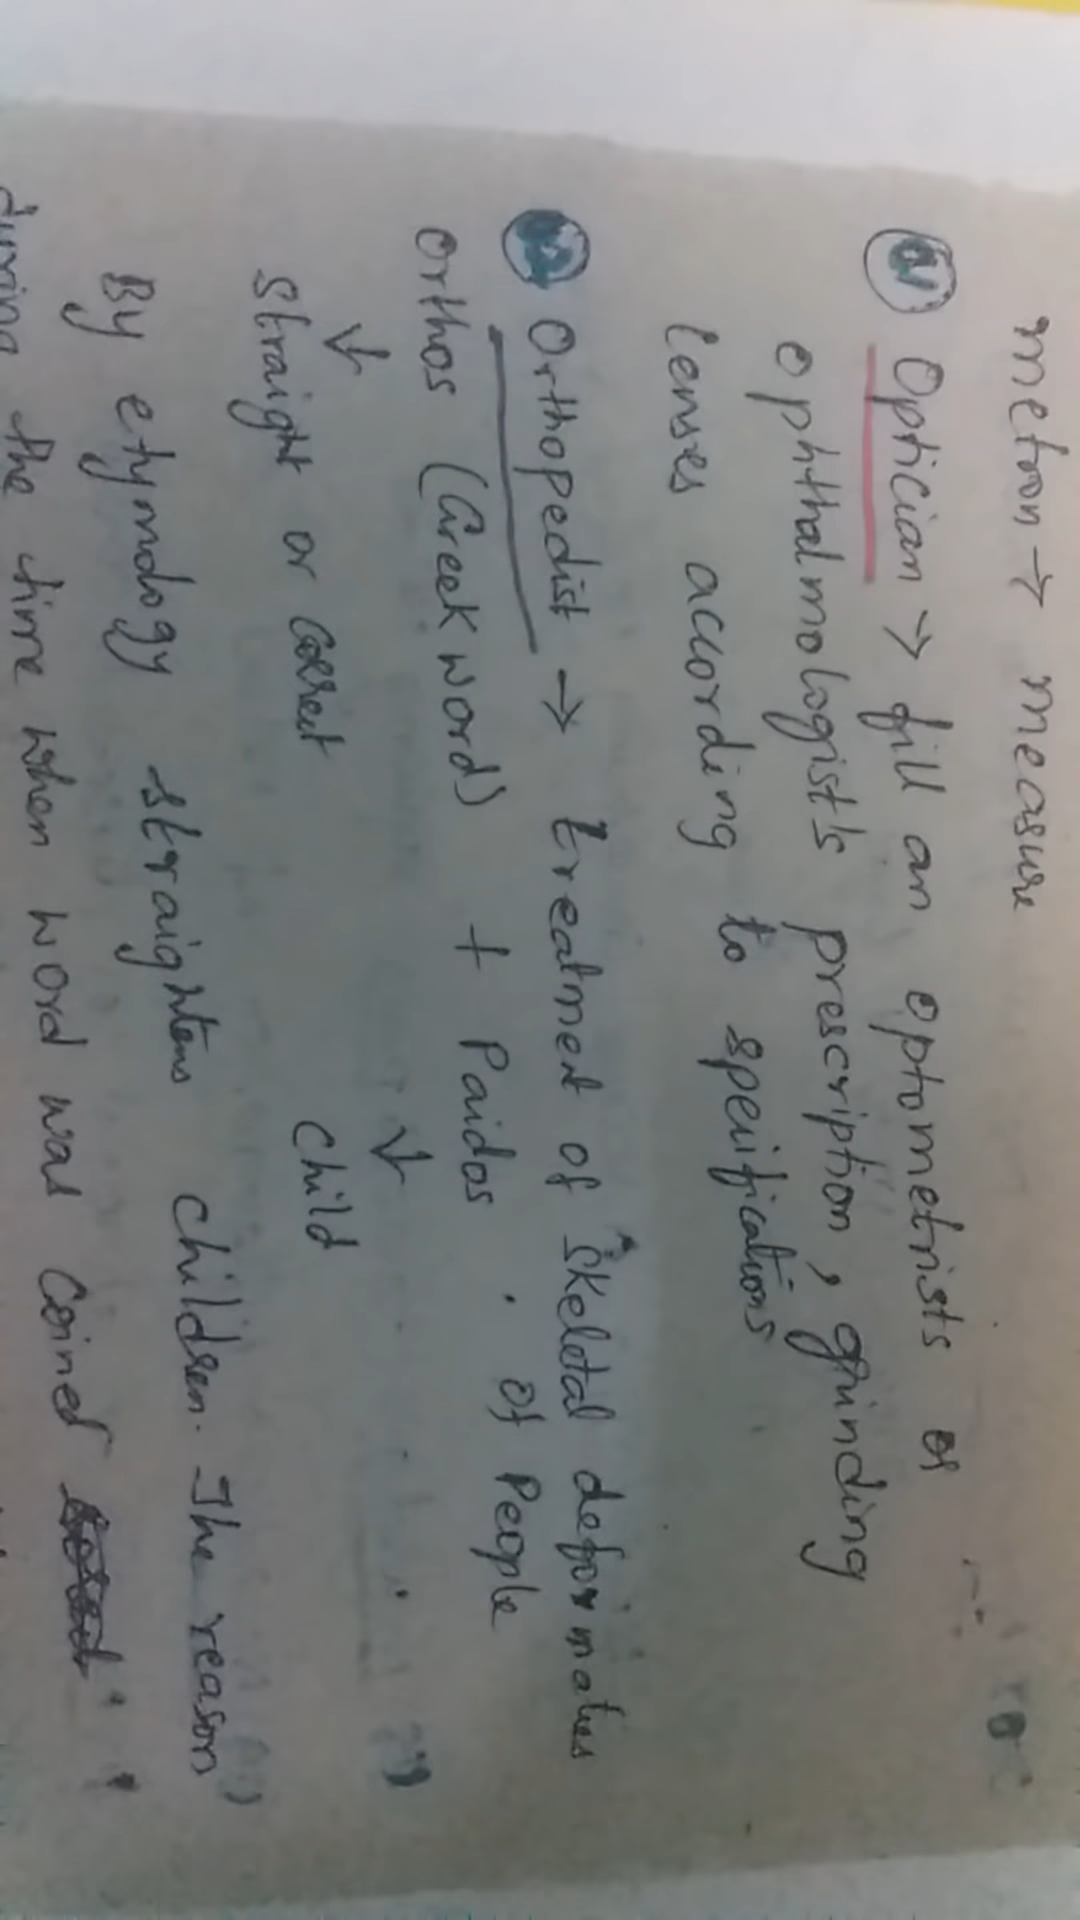 metron → measure
Optician → fill an optometrists or
ophthalmologist's prescription, grinding
lenses according to specifications
Orthopedist → treatment of skeletal deformaties
of People
orthos (Greek word) + Paidos
↓ ↓
straight or correct child
By etymology straightens children. The reason
during the time when word was coined